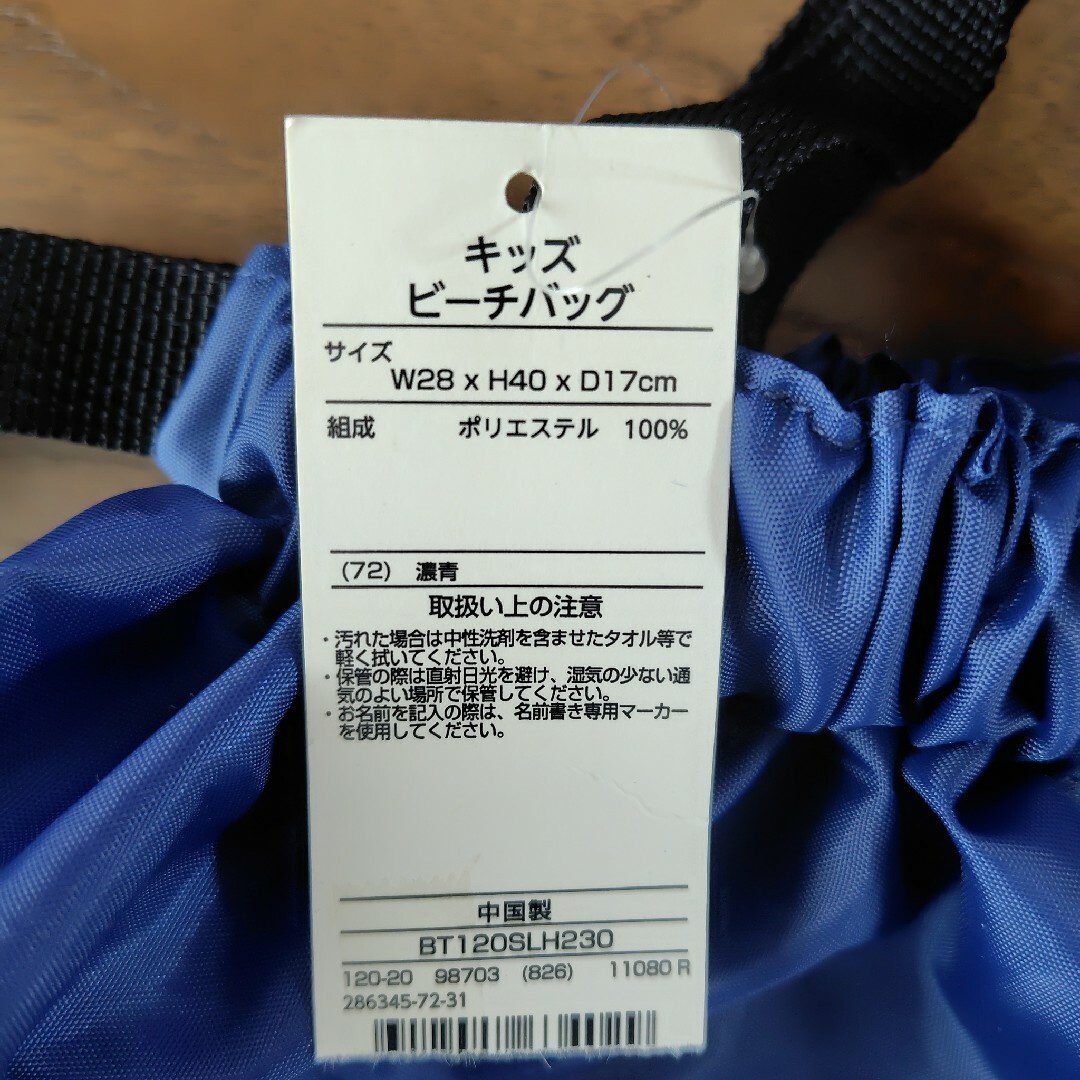 キッズ
ビーチバッグ
サイズ
W28 x H40 x D17cm
組成 ポリエステル 100%
(72) 濃青
取扱い上の注意
・汚れた場合は中性洗剤を含ませたタオル等で
軽く拭いてください。
・保管の際は直射日光を避け、湿気の少ない通
気のよい場所で保管してください。
・お名前を記入の際は、名前書き専用マーカー
を使用してください。
中国製
BT120SLH230
120-20 98703 (826) 11080 R
286345-72-31